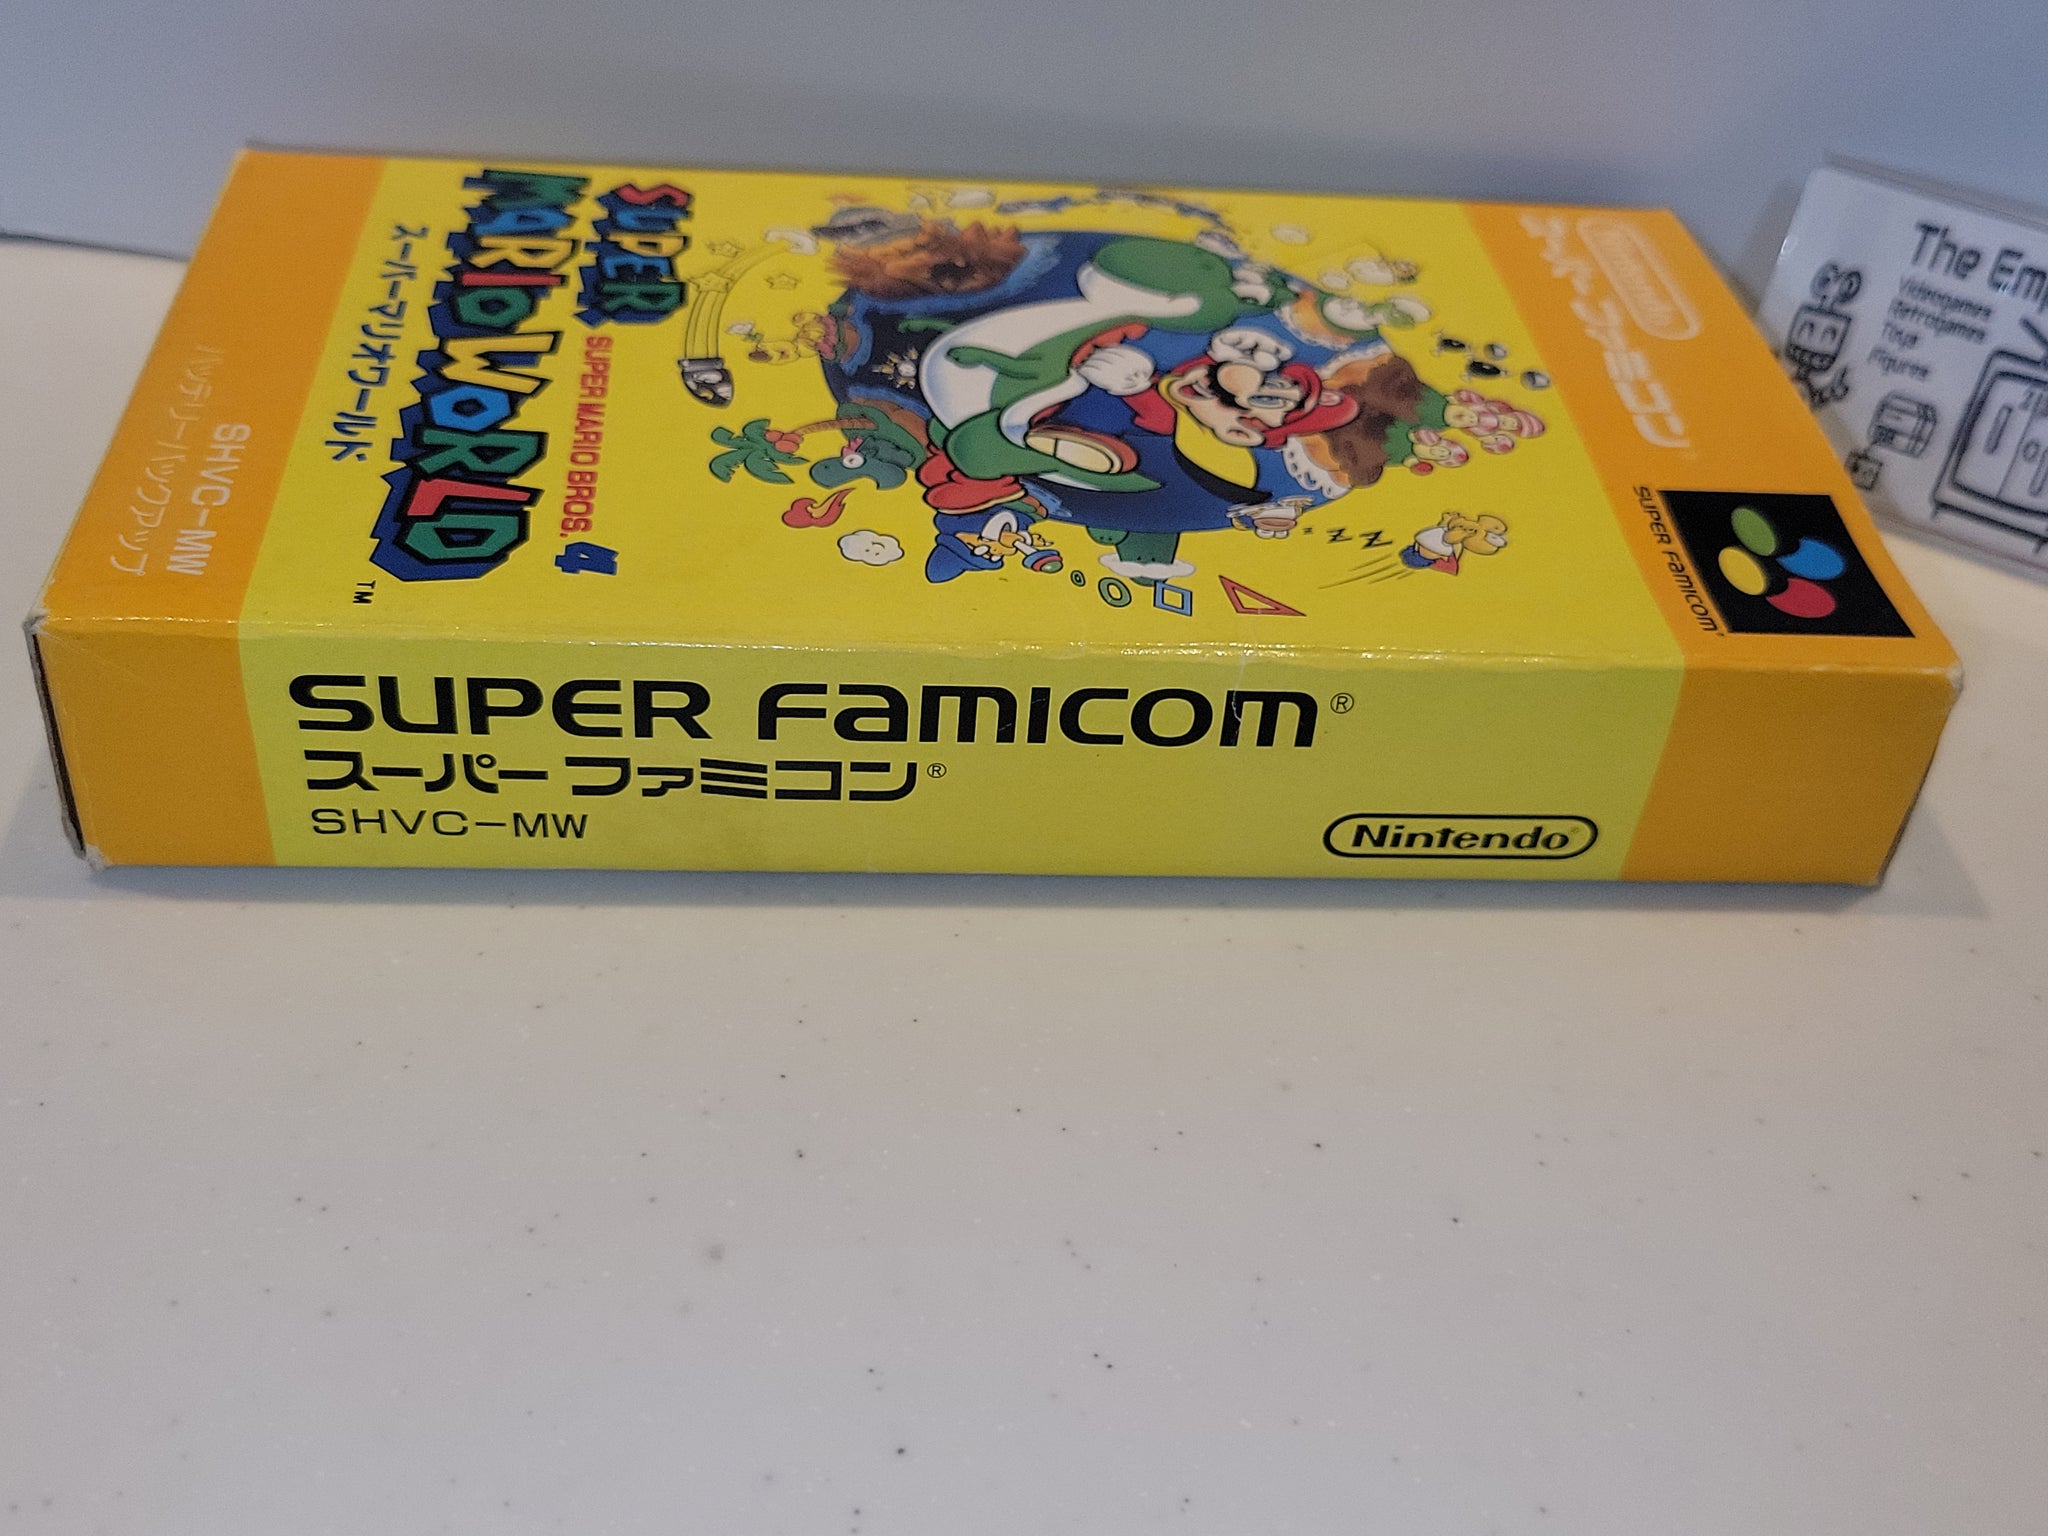 SUPER
MARIO WORLD
SUPER MARIO BROS. 4
スーパーマリオワールド
TM
SHVC-MW
バッテリーバックアップ
Nintendo
スーパーファミコン
SUPER FAMICOM
z z Z
SUPER FAMICOM®
スーパーファミコン®
SHVC-MW
Nintendo®
The Emp
Videogames
Retrogames
Toys
Figures